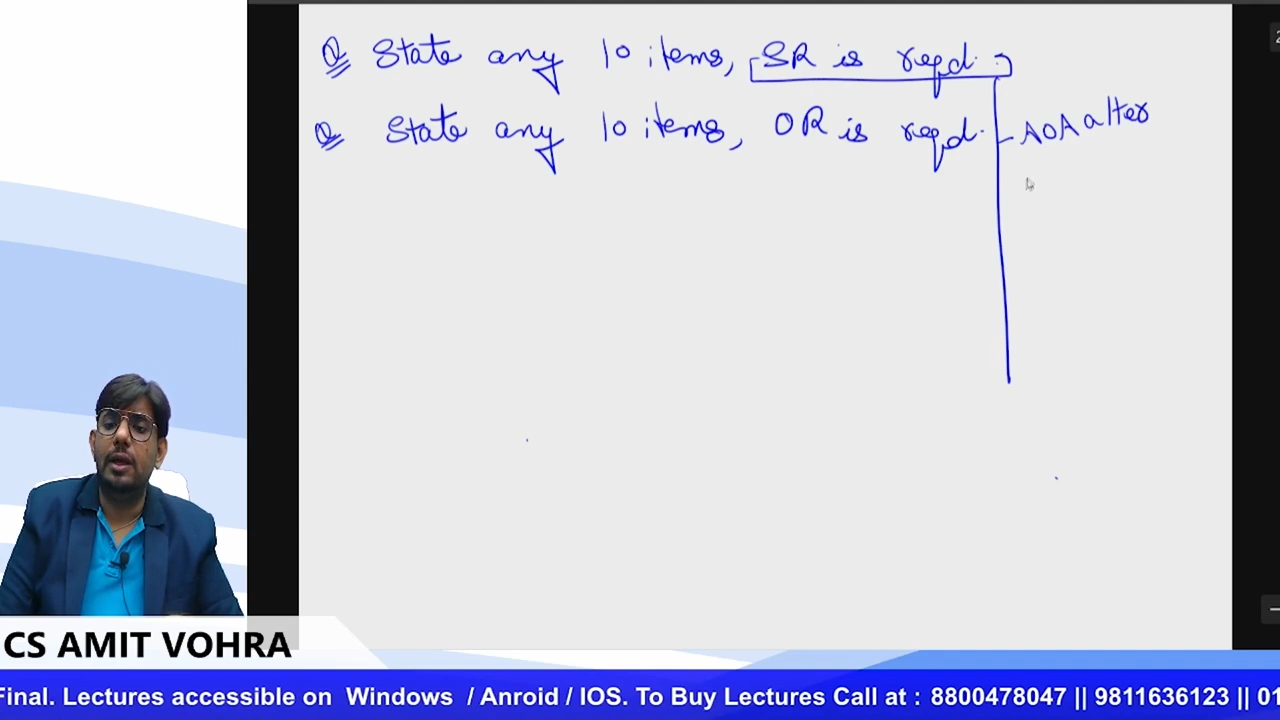 Q State any 10 items, SR is reqd.
Q State any 10 items, OR is reqd.
- AOA alter
CS AMIT VOHRA
Final. Lectures accessible on Windows / Anroid / IOS. To Buy Lectures Call at : 8800478047 || 9811636123 || 01